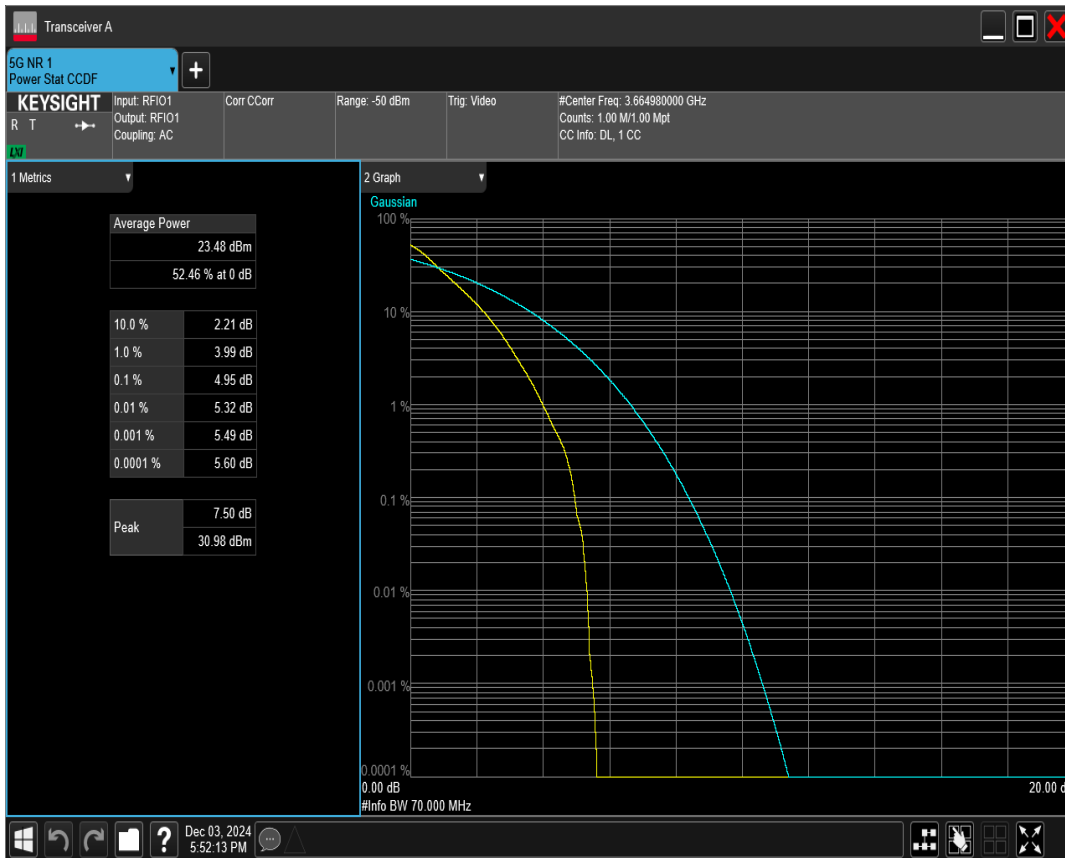 Transceiver A
5G NR 1
Power Stat CCDF
+
KEYSIGHT
R T
LXI
Input: RFIO1
Output: RFIO1
Coupling: AC
Corr CCorr
Range: -50 dBm
Trig: Video
#Center Freq: 3.664980000 GHz
Counts: 1.00 M/1.00 Mpt
CC Info: DL, 1 CC
1 Metrics
Average Power
23.48 dBm
52.46 % at 0 dB
10.0 % 2.21 dB
1.0 % 3.99 dB
0.1 % 4.95 dB
0.01 % 5.32 dB
0.001 % 5.49 dB
0.0001 % 5.60 dB
Peak
7.50 dB
30.98 dBm
2 Graph
Gaussian
100 %
10 %
1 %
0.1 %
0.01 %
0.001 %
0.0001 %
0.00 dB
20.00 d
#Info BW 70.000 MHz
?
Dec 03, 2024
5:52:13 PM